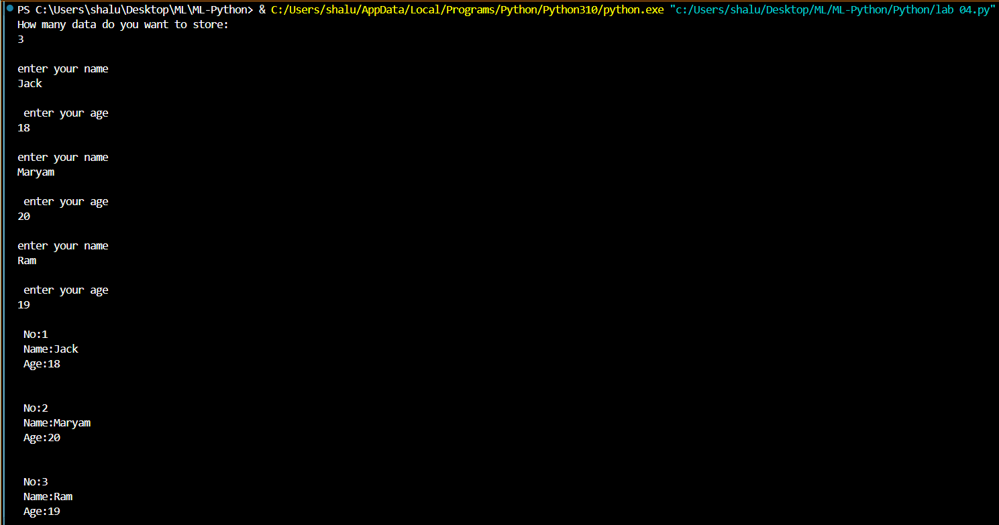 PS C:\Users\shalu\Desktop\ML\ML-Python> & C:/Users/shalu/AppData/Local/Programs/Python/Python310/python.exe "c:/Users/shalu/Desktop/ML/ML-Python/Python/lab 04.py"
How many data do you want to store:
3
enter your name
Jack
enter your age
18
enter your name
Maryam
enter your age
20
enter your name
Ram
enter your age
19
No:1
Name:Jack
Age:18
No:2
Name:Maryam
Age:20
No:3
Name:Ram
Age:19